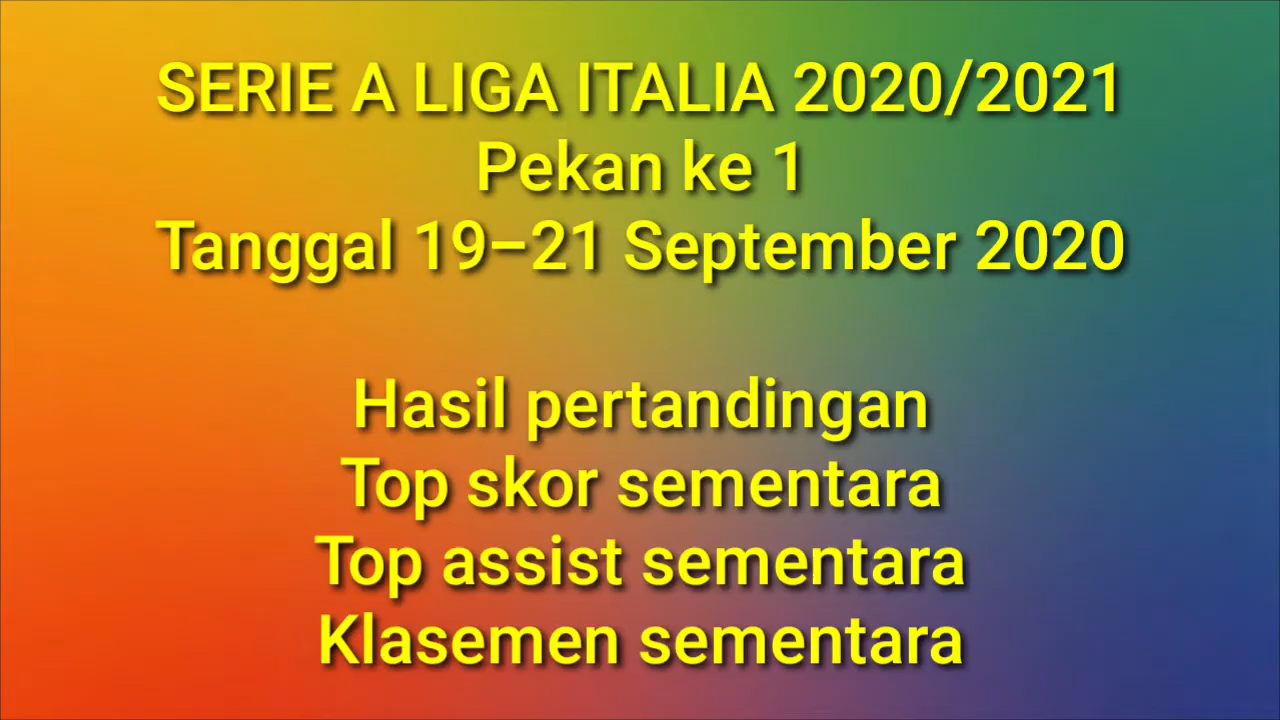 SERIE A LIGA ITALIA 2020/2021
Pekan ke 1
Tanggal 19–21 September 2020
Hasil pertandingan
Top skor sementara
Top assist sementara
Klasemen sementara